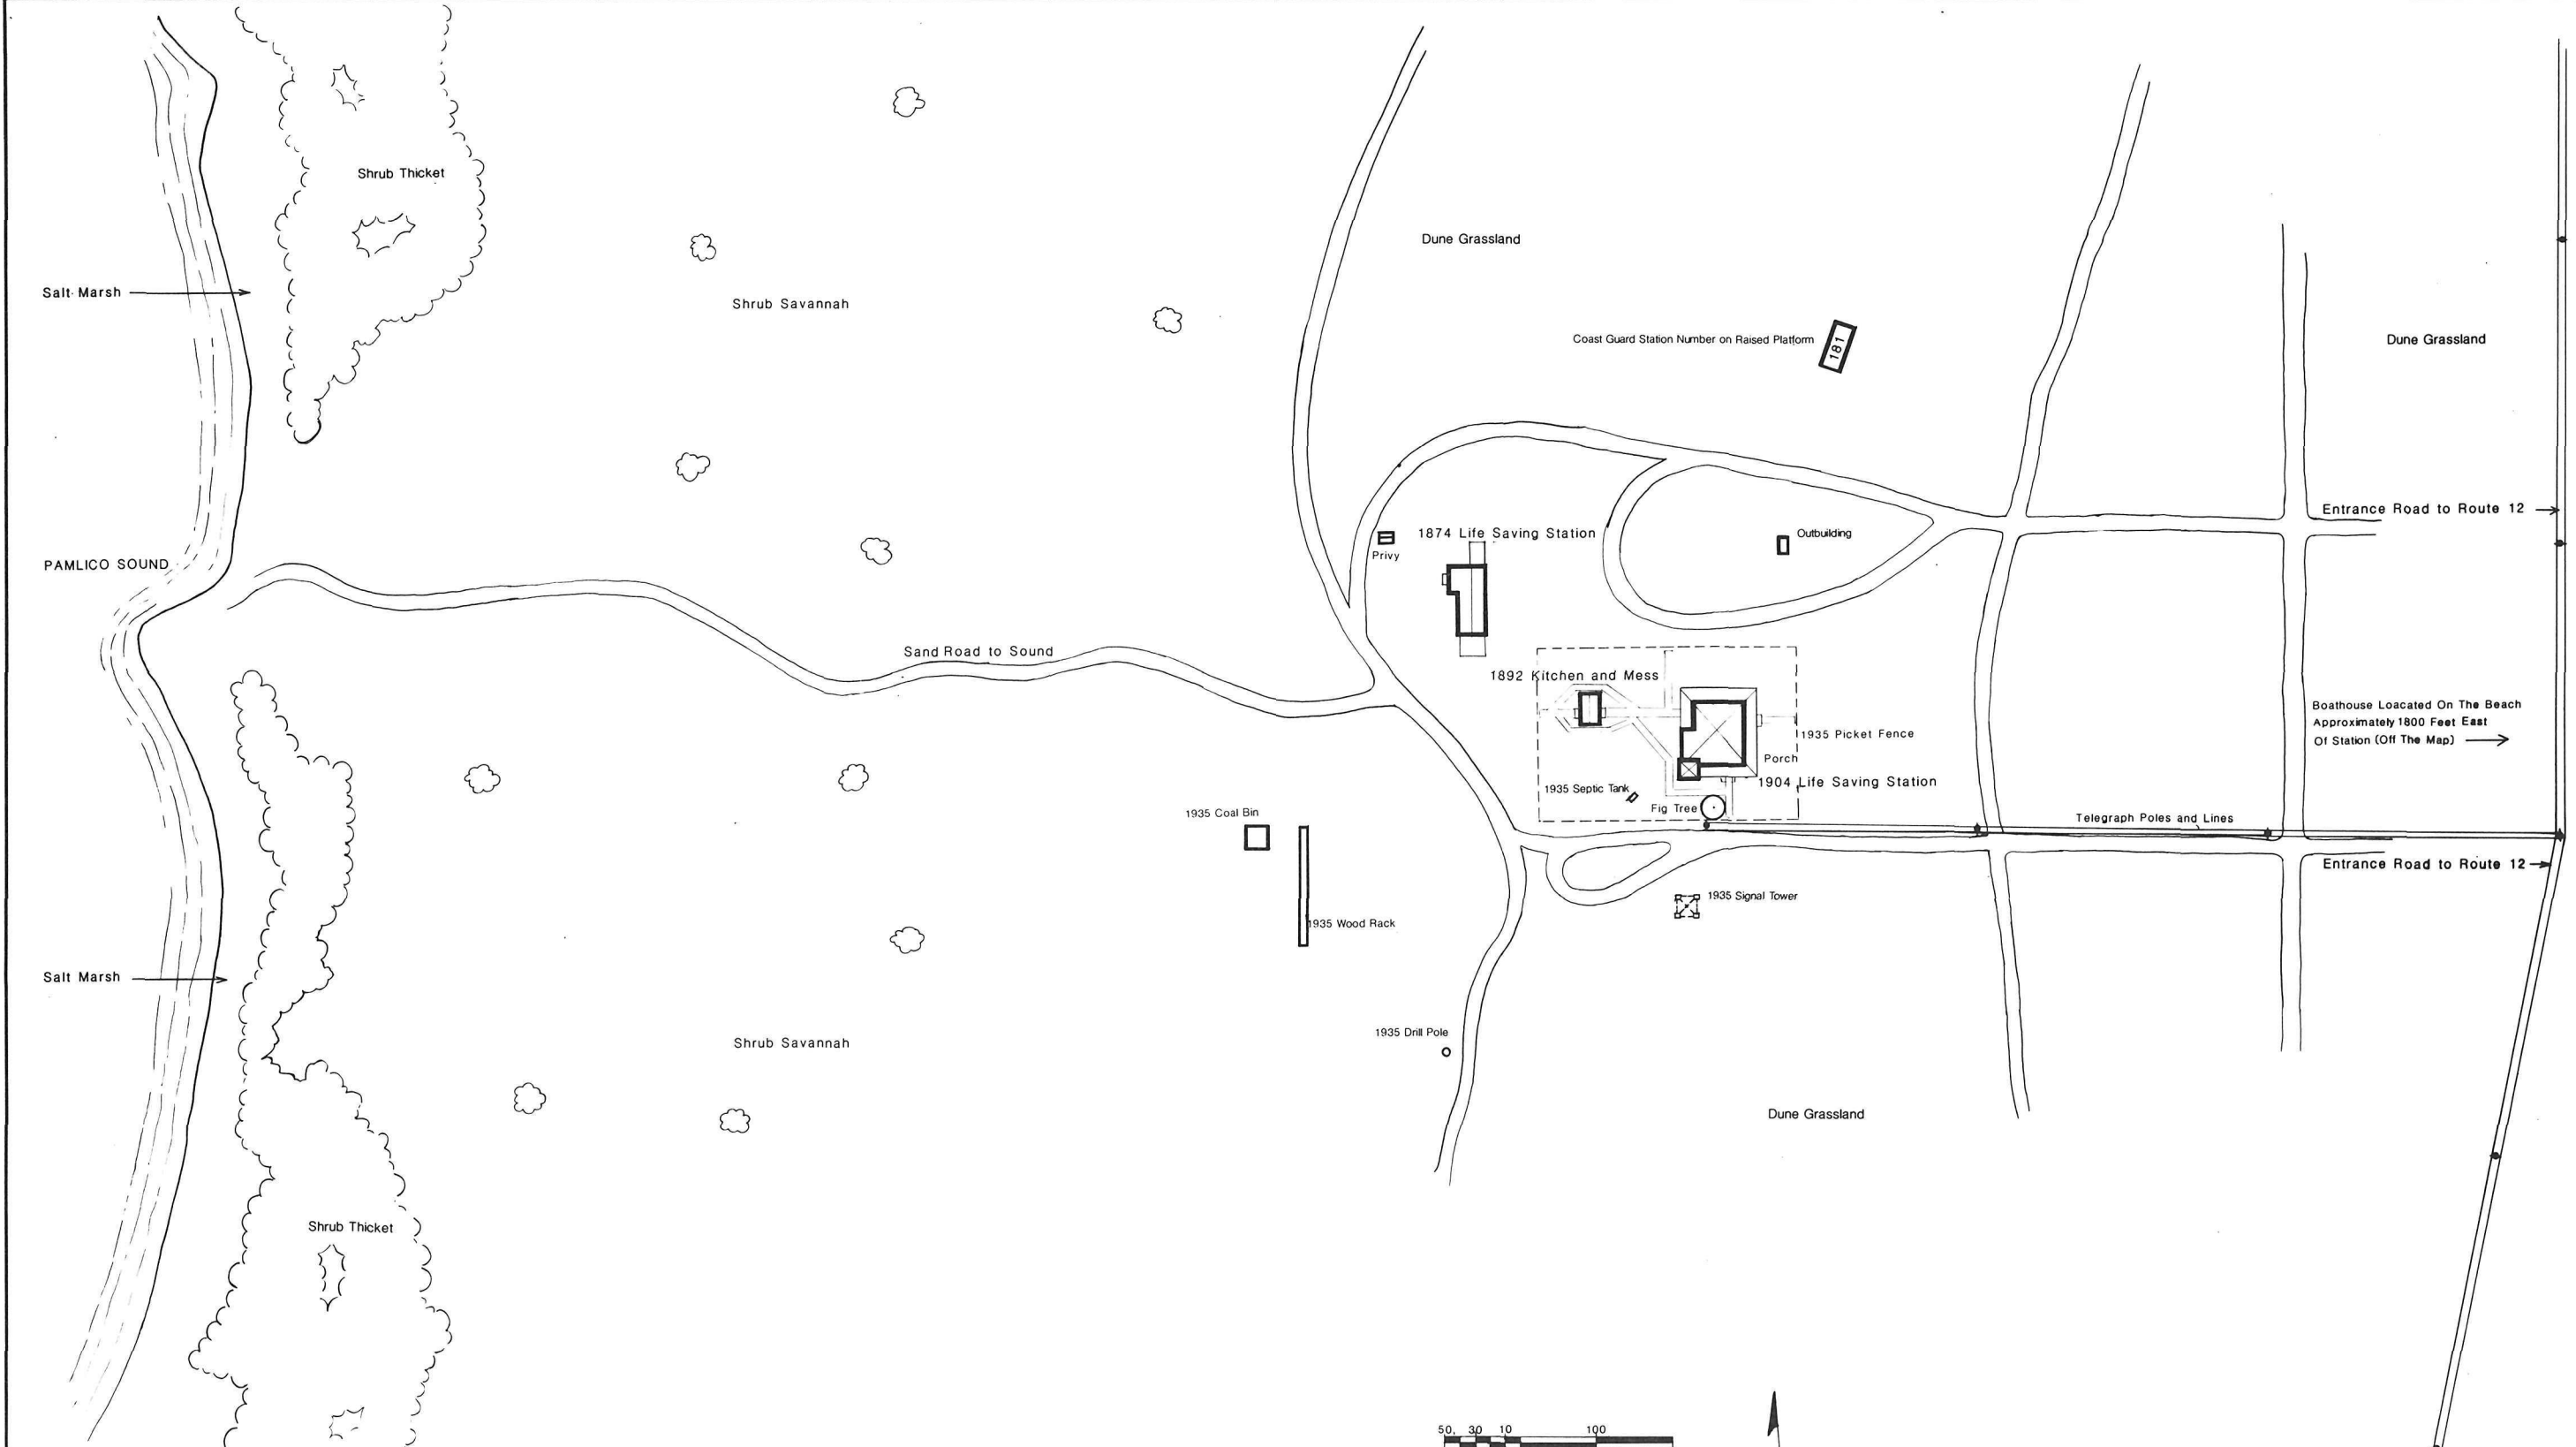 Shrub Thicket
Dune Grassland
Salt Marsh
Shrub Savannah
Coast Guard Station Number on Raised Platform
181
Dune Grassland
Entrance Road to Route 12
1874 Life Saving Station
Outbuilding
Privy
PAMLICO SOUND
Sand Road to Sound
1892 Kitchen and Mess
Boathouse Loacated On The Beach
Approximately 1800 Feet East
Of Station (Off The Map)
1935 Picket Fence
Porch
1904 Life Saving Station
1935 Septic Tank
Fig Tree
1935 Coal Bin
Telegraph Poles and Lines
Entrance Road to Route 12
1935 Signal Tower
1935 Wood Rack
Salt Marsh
1935 Drill Pole
Shrub Savannah
Dune Grassland
Shrub Thicket
50, 30 10 100